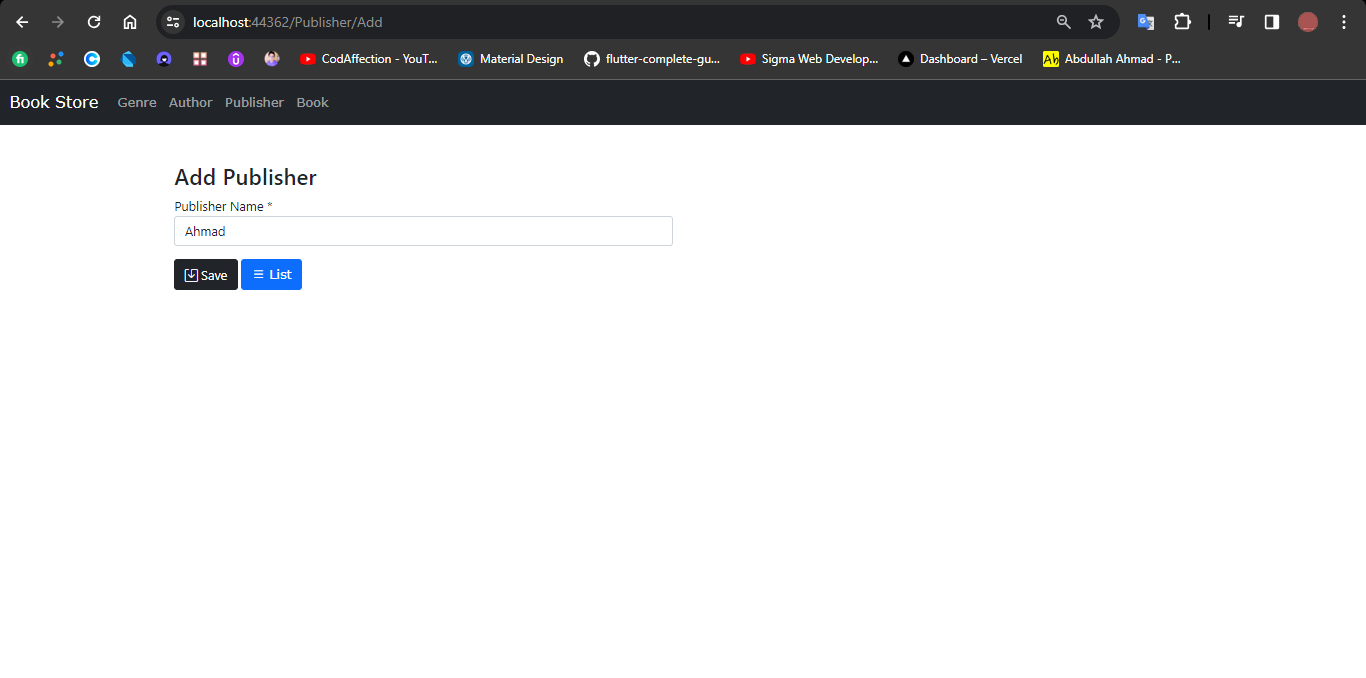 localhost:44362/Publisher/Add
CodAffection - YouT... Material Design flutter-complete-gu... Sigma Web Develop... Dashboard – Vercel Ah Abdullah Ahmad - P...
Book Store Genre Author Publisher Book
Add Publisher
Publisher Name *
Ahmad
Save List